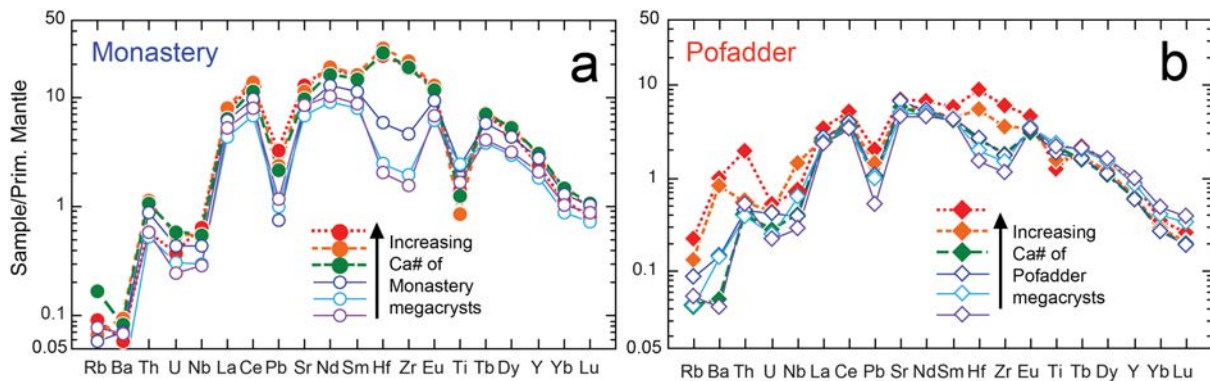 50
10
1
0.1
0.05
Sample/Prim. Mantle
Monastery
a
Increasing
Ca# of
Monastery
megacrysts
Rb Ba Th U Nb La Ce Pb Sr Nd Sm Hf Zr Eu Ti Tb Dy Y Yb Lu
50
10
1
0.1
0.05
Pofadder
b
Increasing
Ca# of
Pofadder
megacrysts
Rb Ba Th U Nb La Ce Pb Sr Nd Sm Hf Zr Eu Ti Tb Dy Y Yb Lu